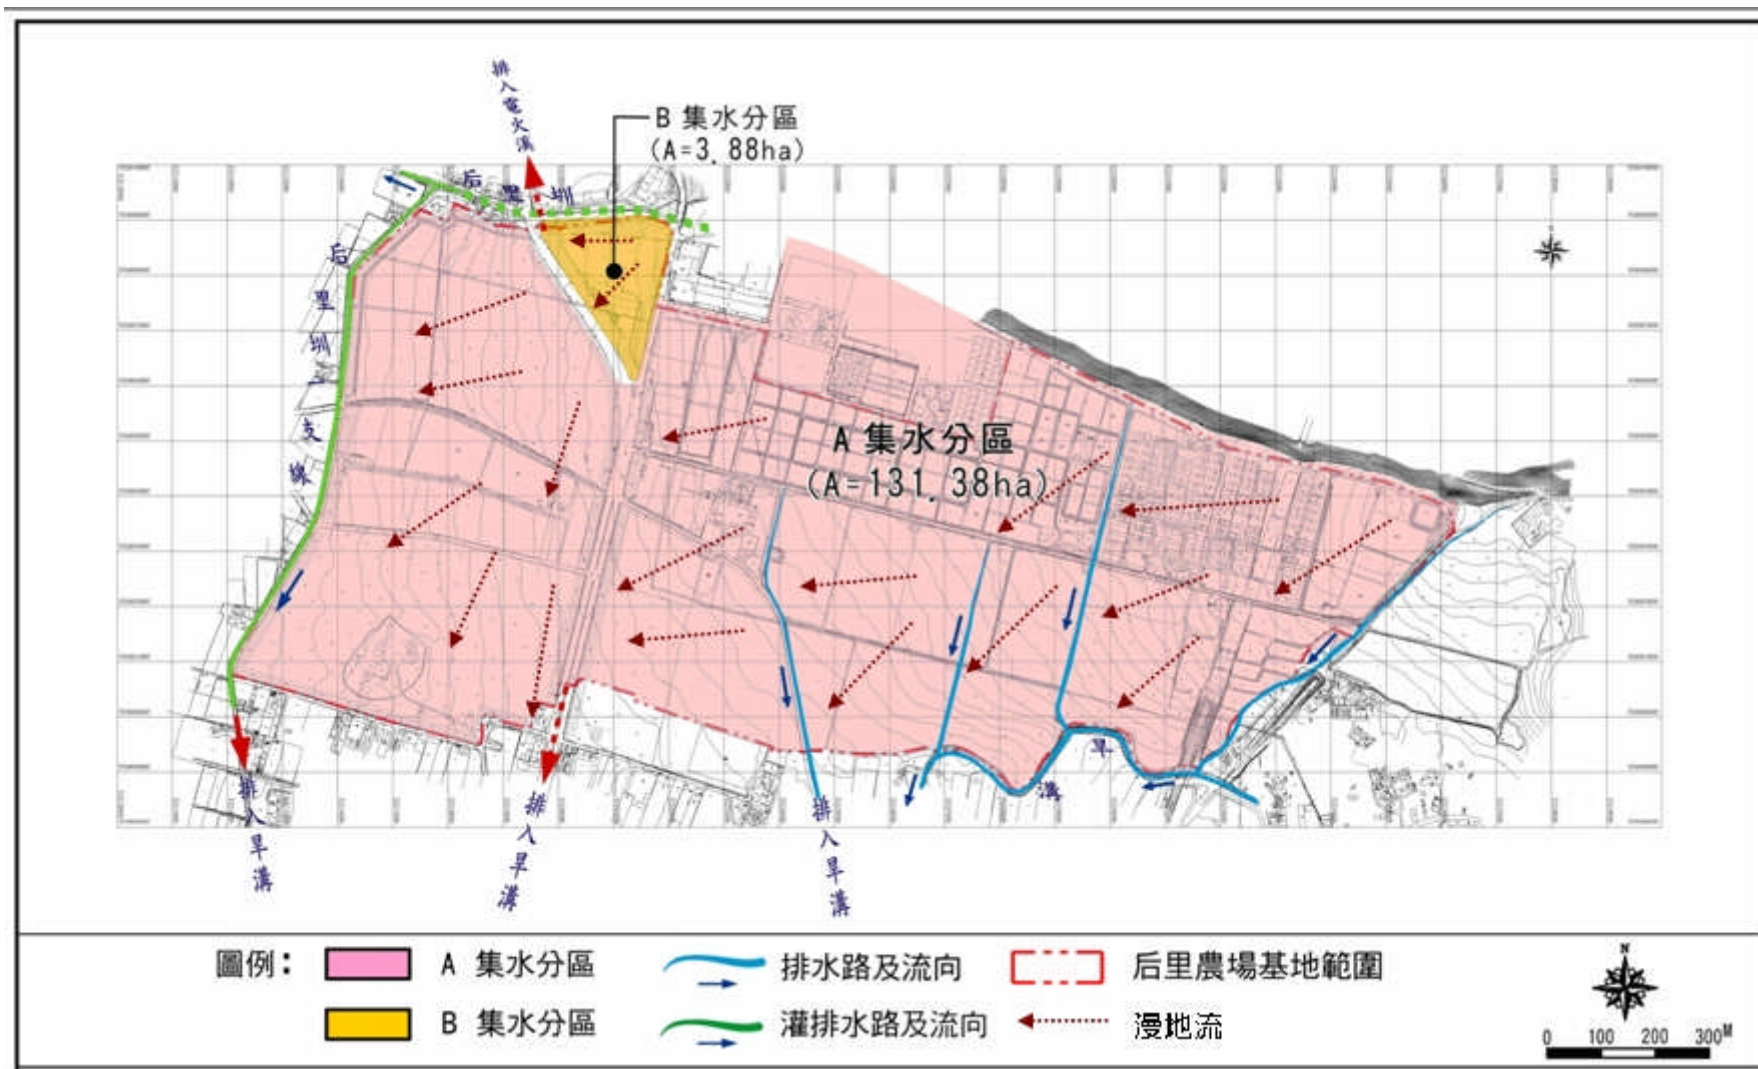 排入電火溪
B 集水分區
(A=3.88ha)
后里圳
后里圳一支線
A 集水分區
(A=131.38ha)
旱溝
排入旱溝
排入旱溝
排入旱溝
圖例：
A 集水分區
排水路及流向
后里農場基地範圍
B 集水分區
灌排水路及流向
漫地流
N
0 100 200 300M